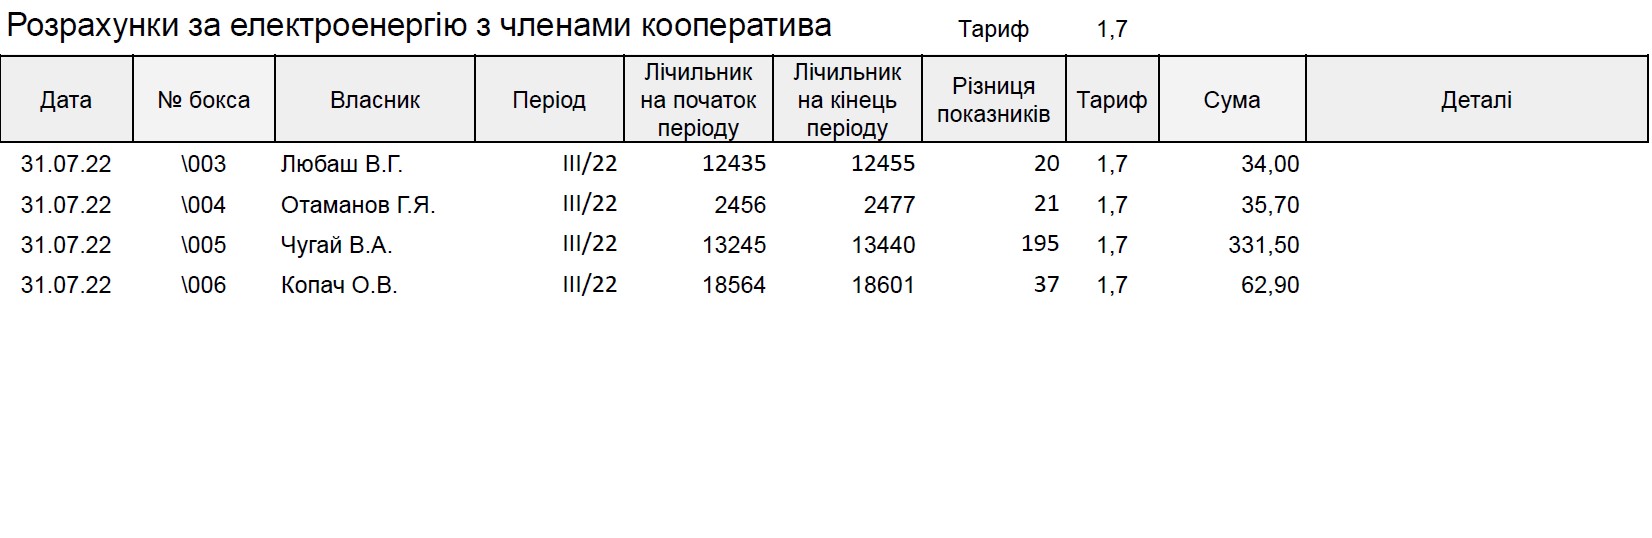 Розрахунки за електроенергію з членами кооператива Тариф 1,7
Дата № бокса Власник Період Лічильник на початок періоду Лічильник на кінець періоду Різниця показників Тариф Сума Деталі
31.07.22 \003 Любаш В.Г. III/22 12435 12455 20 1,7 34,00
31.07.22 \004 Отаманов Г.Я. III/22 2456 2477 21 1,7 35,70
31.07.22 \005 Чугай В.А. III/22 13245 13440 195 1,7 331,50
31.07.22 \006 Копач О.В. III/22 18564 18601 37 1,7 62,90